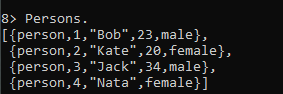 8> Persons.
[{person,1,"Bob",23,male},
{person,2,"Kate",20,female},
{person,3,"Jack",34,male},
{person,4,"Nata",female}]